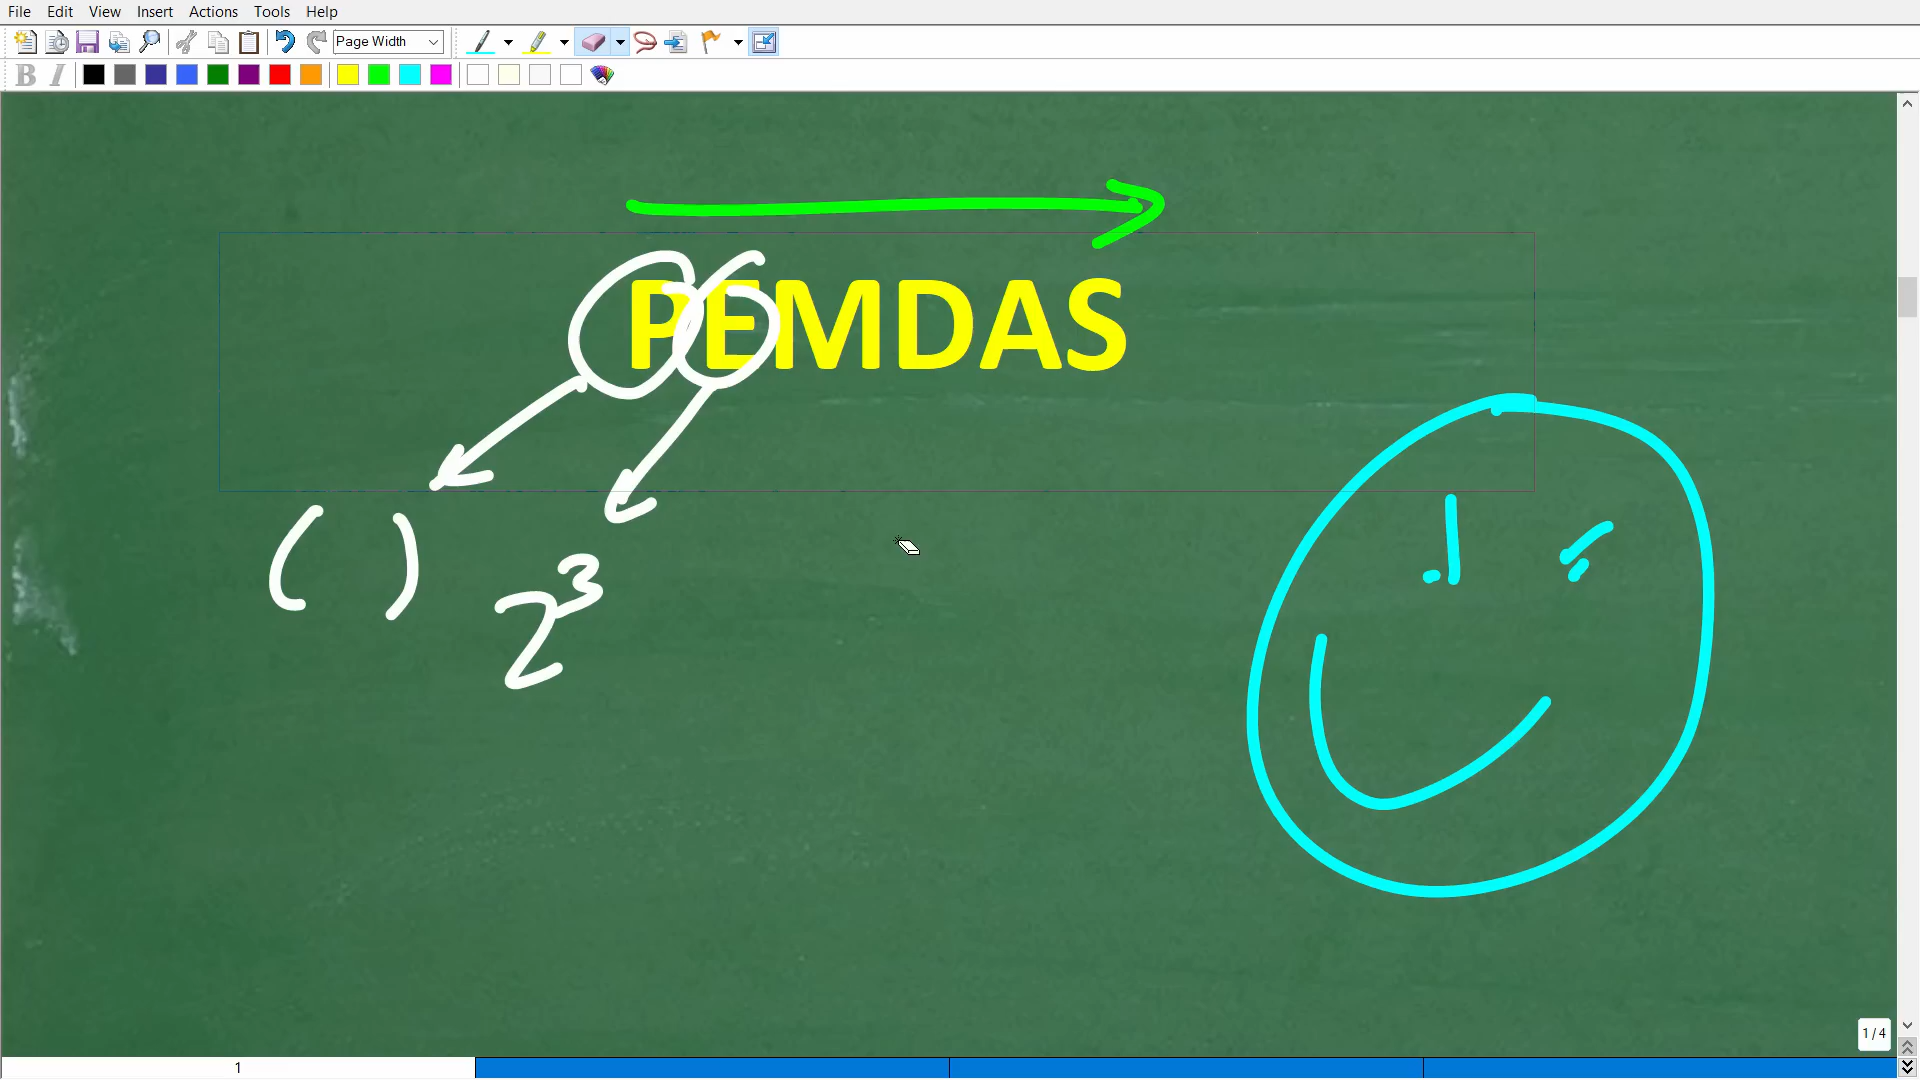 File Edit View Insert Actions Tools Help
Page Width
B I
PEMDAS
( ) 2³
1 / 4
1